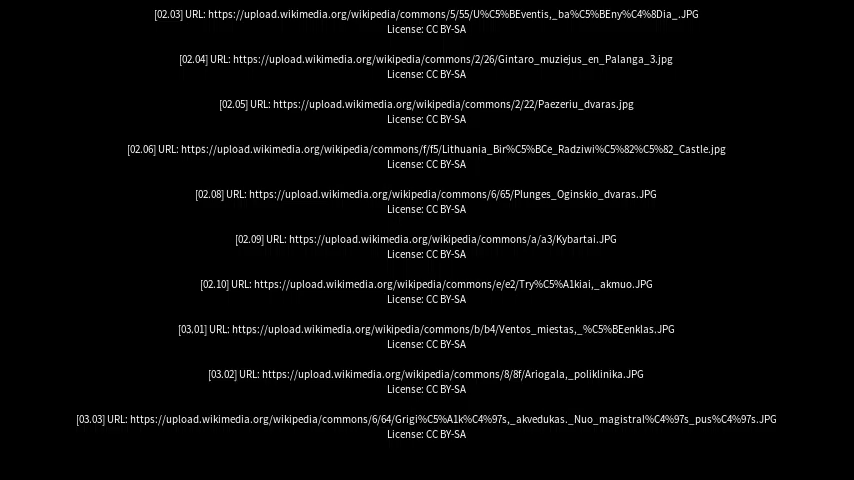 [02.03] URL: https://upload.wikimedia.org/wikipedia/commons/5/55/U%C5%BEventis,_ba%C5%BEny%C4%8Dia_.JPG
License: CC BY-SA
[02.04] URL: https://upload.wikimedia.org/wikipedia/commons/2/26/Gintaro_muziejus_en_Palanga_3.jpg
License: CC BY-SA
[02.05] URL: https://upload.wikimedia.org/wikipedia/commons/2/22/Paezeriu_dvaras.jpg
License: CC BY-SA
[02.06] URL: https://upload.wikimedia.org/wikipedia/commons/f/f5/Lithuania_Bir%C5%BCe_Radziwi%C5%82%C5%82_Castle.jpg
License: CC BY-SA
[02.08] URL: https://upload.wikimedia.org/wikipedia/commons/6/65/Plunges_Oginskio_dvaras.JPG
License: CC BY-SA
[02.09] URL: https://upload.wikimedia.org/wikipedia/commons/a/a3/Kybartai.JPG
License: CC BY-SA
[02.10] URL: https://upload.wikimedia.org/wikipedia/commons/e/e2/Try%C5%A1kiai,_akmuo.JPG
License: CC BY-SA
[03.01] URL: https://upload.wikimedia.org/wikipedia/commons/b/b4/Ventos_miestas,_%C5%BEenklas.JPG
License: CC BY-SA
[03.02] URL: https://upload.wikimedia.org/wikipedia/commons/8/8f/Ariogala,_poliklinika.JPG
License: CC BY-SA
[03.03] URL: https://upload.wikimedia.org/wikipedia/commons/6/64/Grigi%C5%A1k%C4%97s,_akvedukas._Nuo_magistral%C4%97s_pus%C4%97s.JPG
License: CC BY-SA